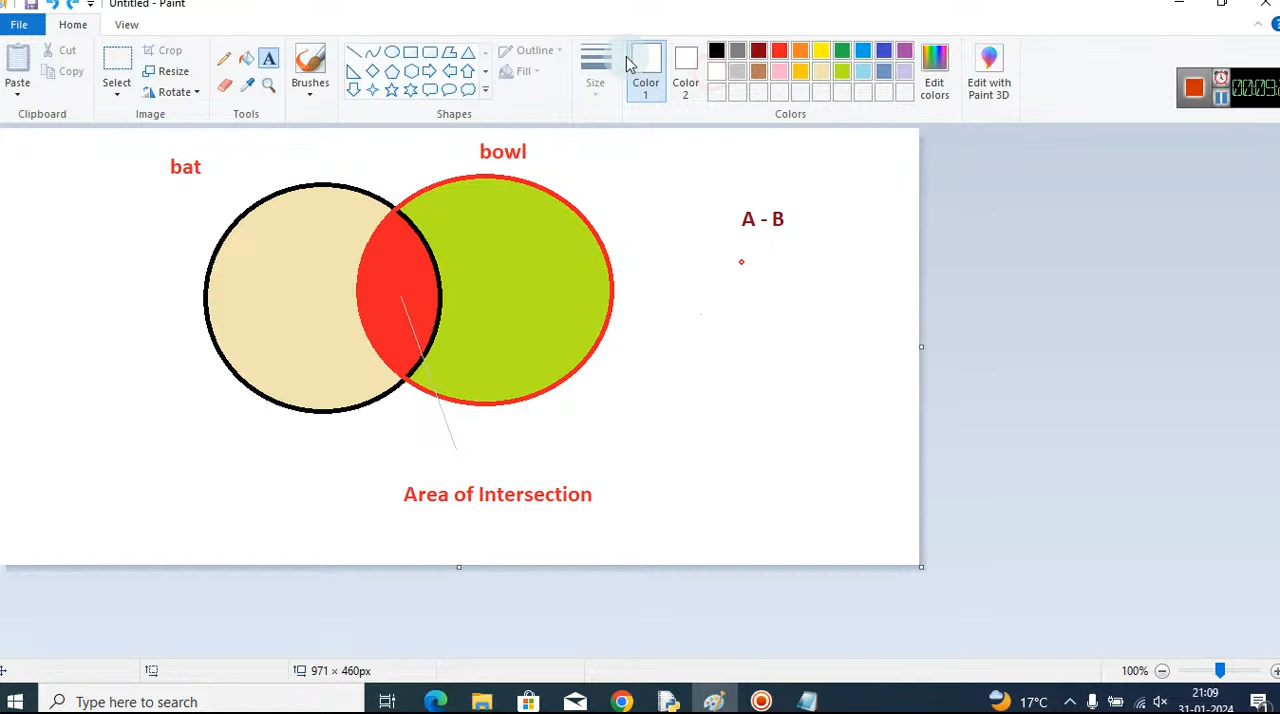 Untitled - Paint
File
Home
View
Paste
Cut
Copy
Clipboard
Select
Crop
Resize
Rotate
Image
A
Tools
Brushes
Outline
Fill
Shapes
Size
Color
1
Color
2
Edit
colors
Edit with
Paint 3D
Colors
bat
bowl
A - B
Area of Intersection
971 × 460px
100%
Type here to search
17°C
21:09
31-01-2024